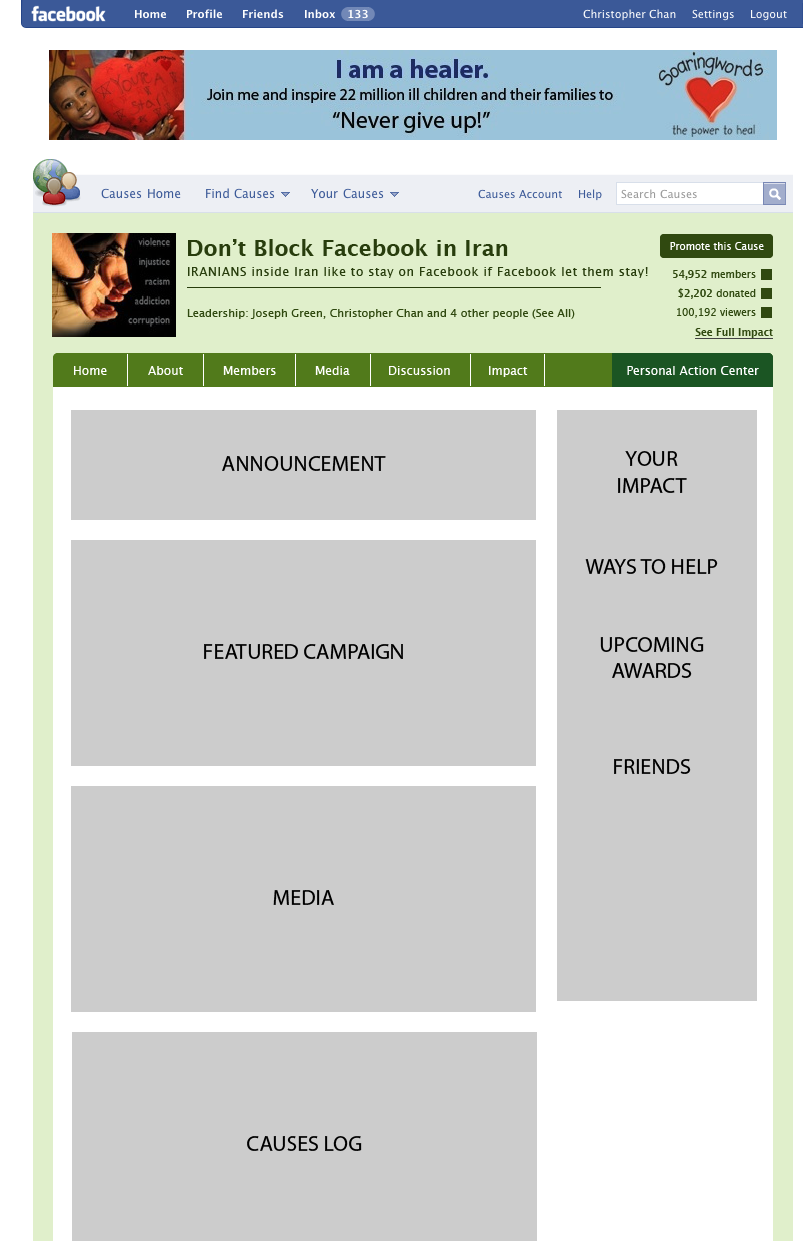 facebook Home Profile Friends Inbox 133 Christopher Chan Settings Logout
I am a healer.
Join me and inspire 22 million ill children and their families to
“Never give up!”
Soaringwords
the power to heal
Causes Home Find Causes Your Causes Causes Account Help Search Causes
violence
injustice
racism
addiction
corruption
Don’t Block Facebook in Iran
IRANIANS inside Iran like to stay on Facebook if Facebook let them stay!
Leadership: Joseph Green, Christopher Chan and 4 other people (See All)
Promote this Cause
54,952 members
$2,202 donated
100,192 viewers
See Full Impact
Home About Members Media Discussion Impact Personal Action Center
ANNOUNCEMENT
FEATURED CAMPAIGN
MEDIA
CAUSES LOG
YOUR
IMPACT
WAYS TO HELP
UPCOMING
AWARDS
FRIENDS